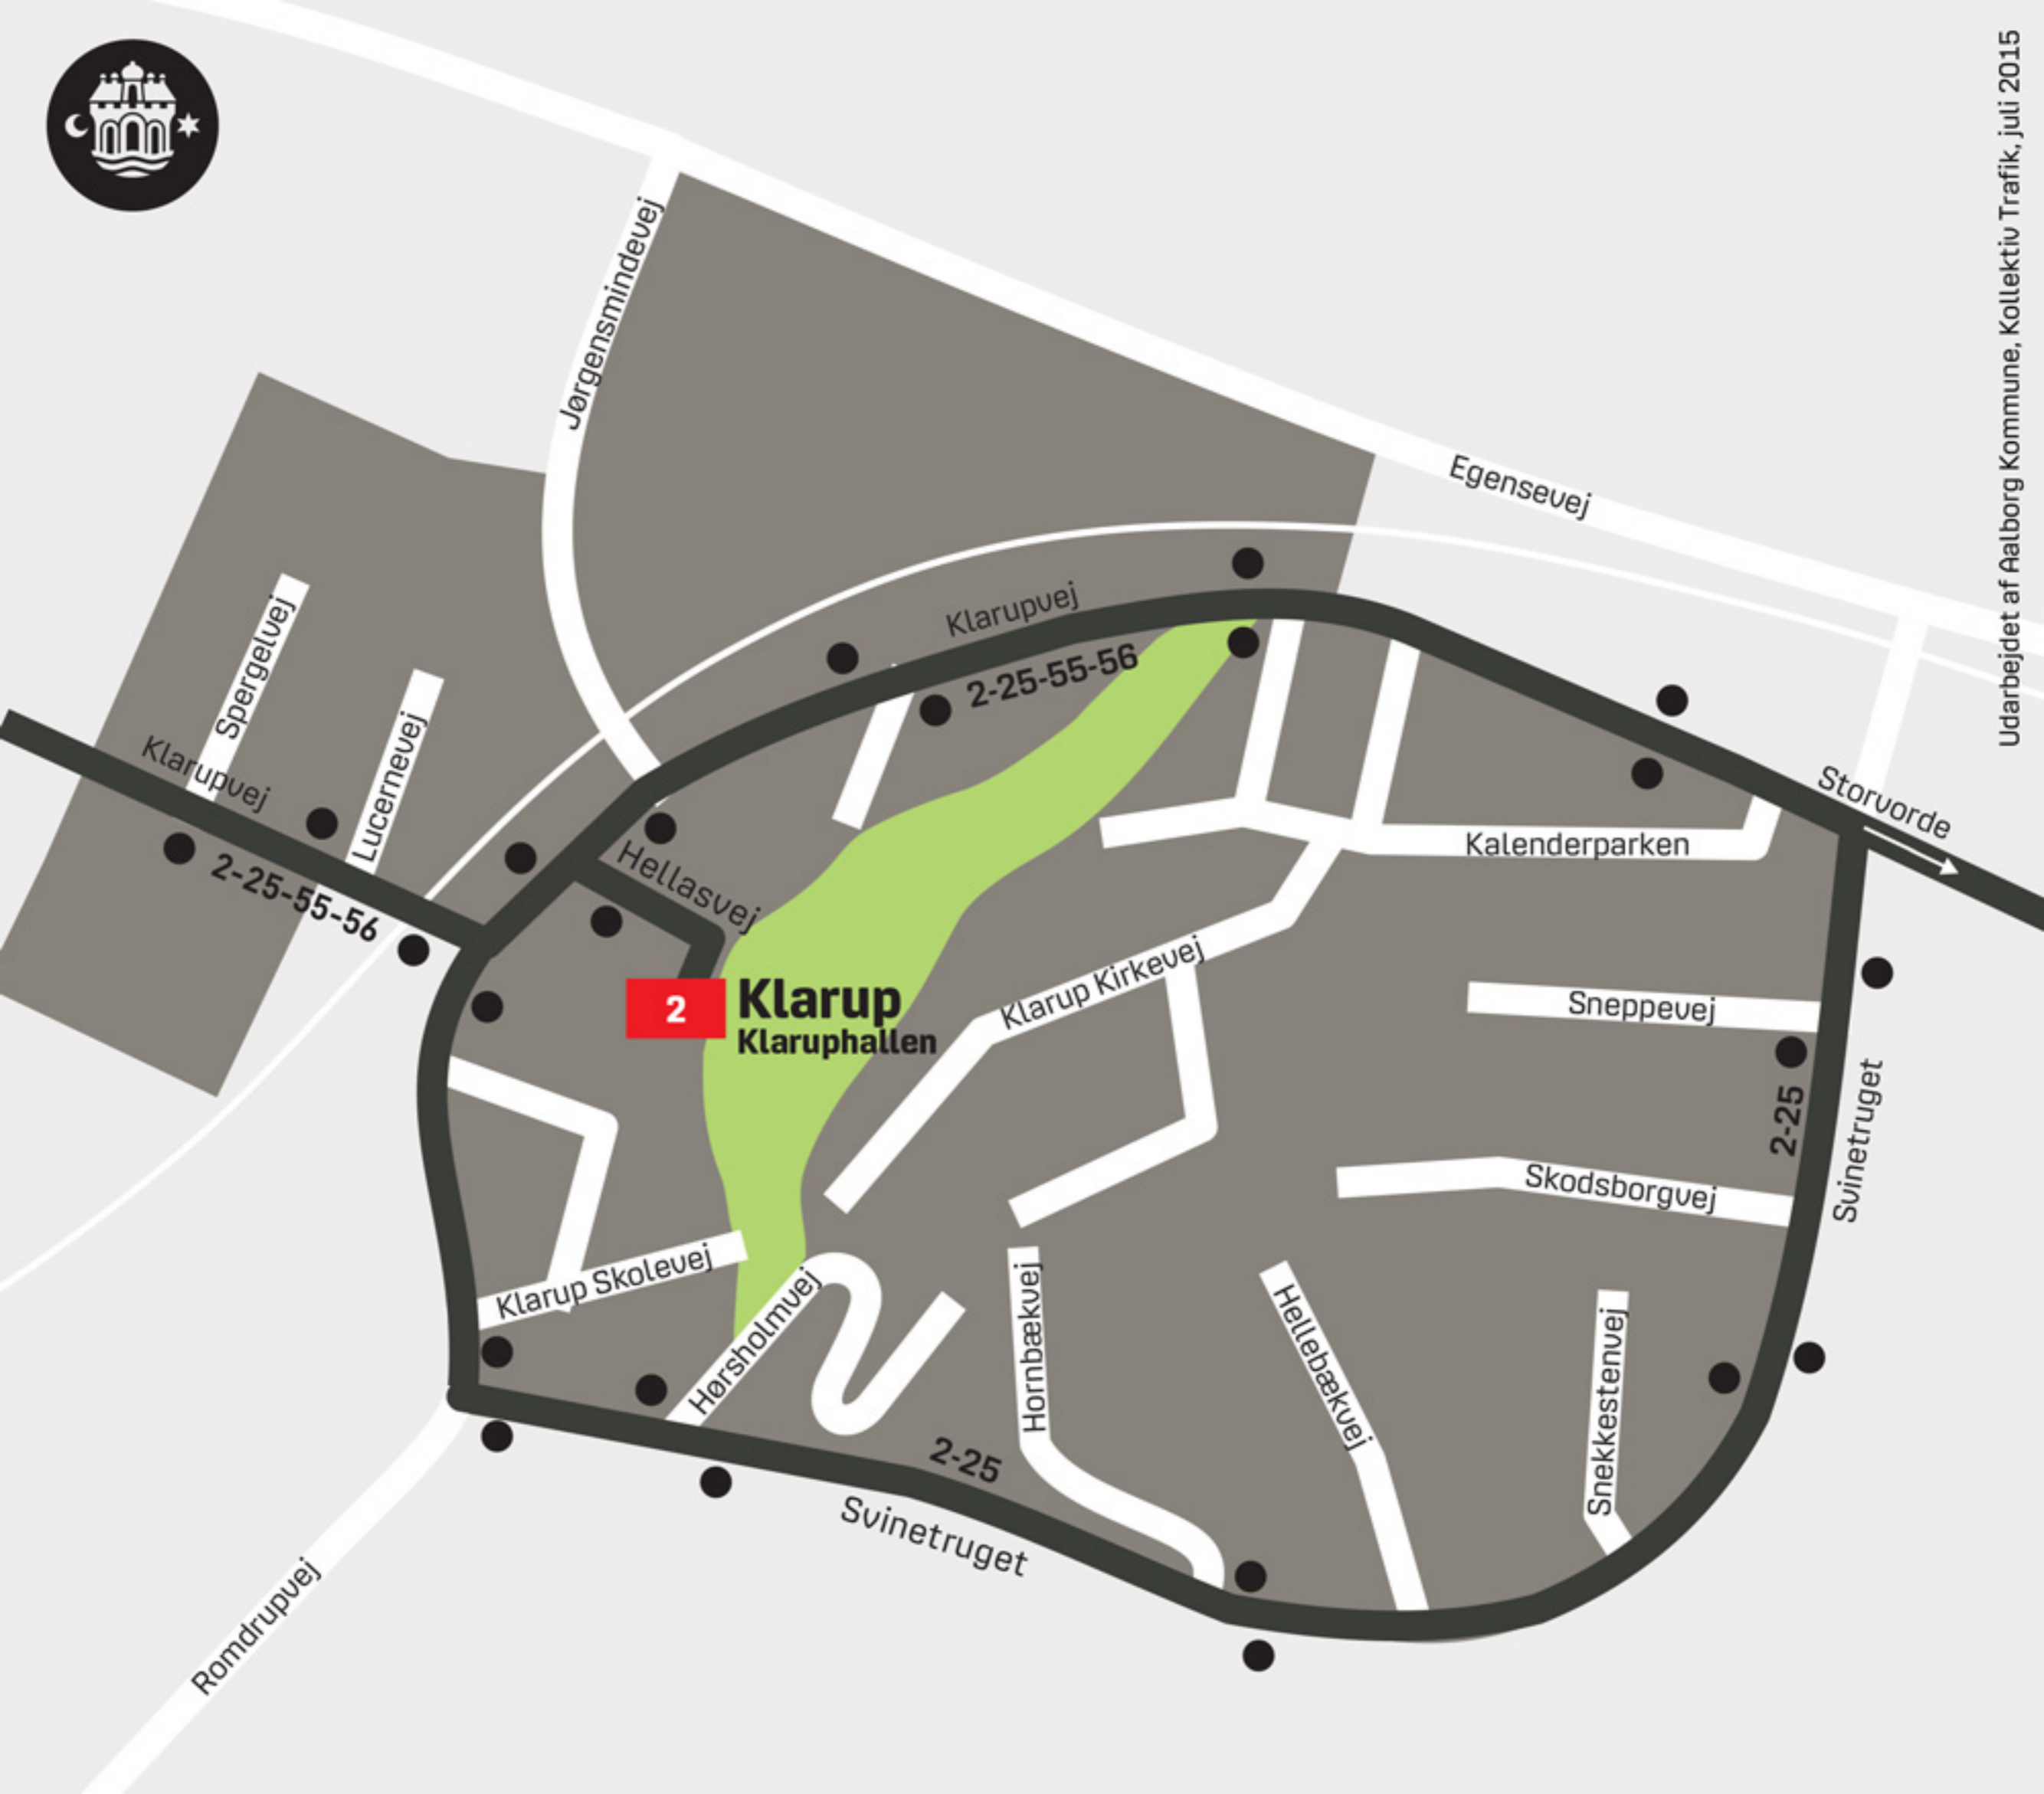 Udarbejdet af Aalborg Kommune, Kollektiv Trafik, juli 2015
Jørgensmindevej
Egensevej
Klarupvej
2-25-55-56
Spergelvej
Klarupvej
Lucernevej
2-25-55-56
Storvorde
Kalenderparken
Hellasvej
2
Klarup
Klaruphallen
Klarup Kirkevej
Sneppevej
2-25
Svinetruget
Skodsborgvej
Klarup Skolevej
Hørsholmvej
Hornbækvej
Hellebækvej
Snekkestenvej
2-25
Svinetruget
Romdrupvej